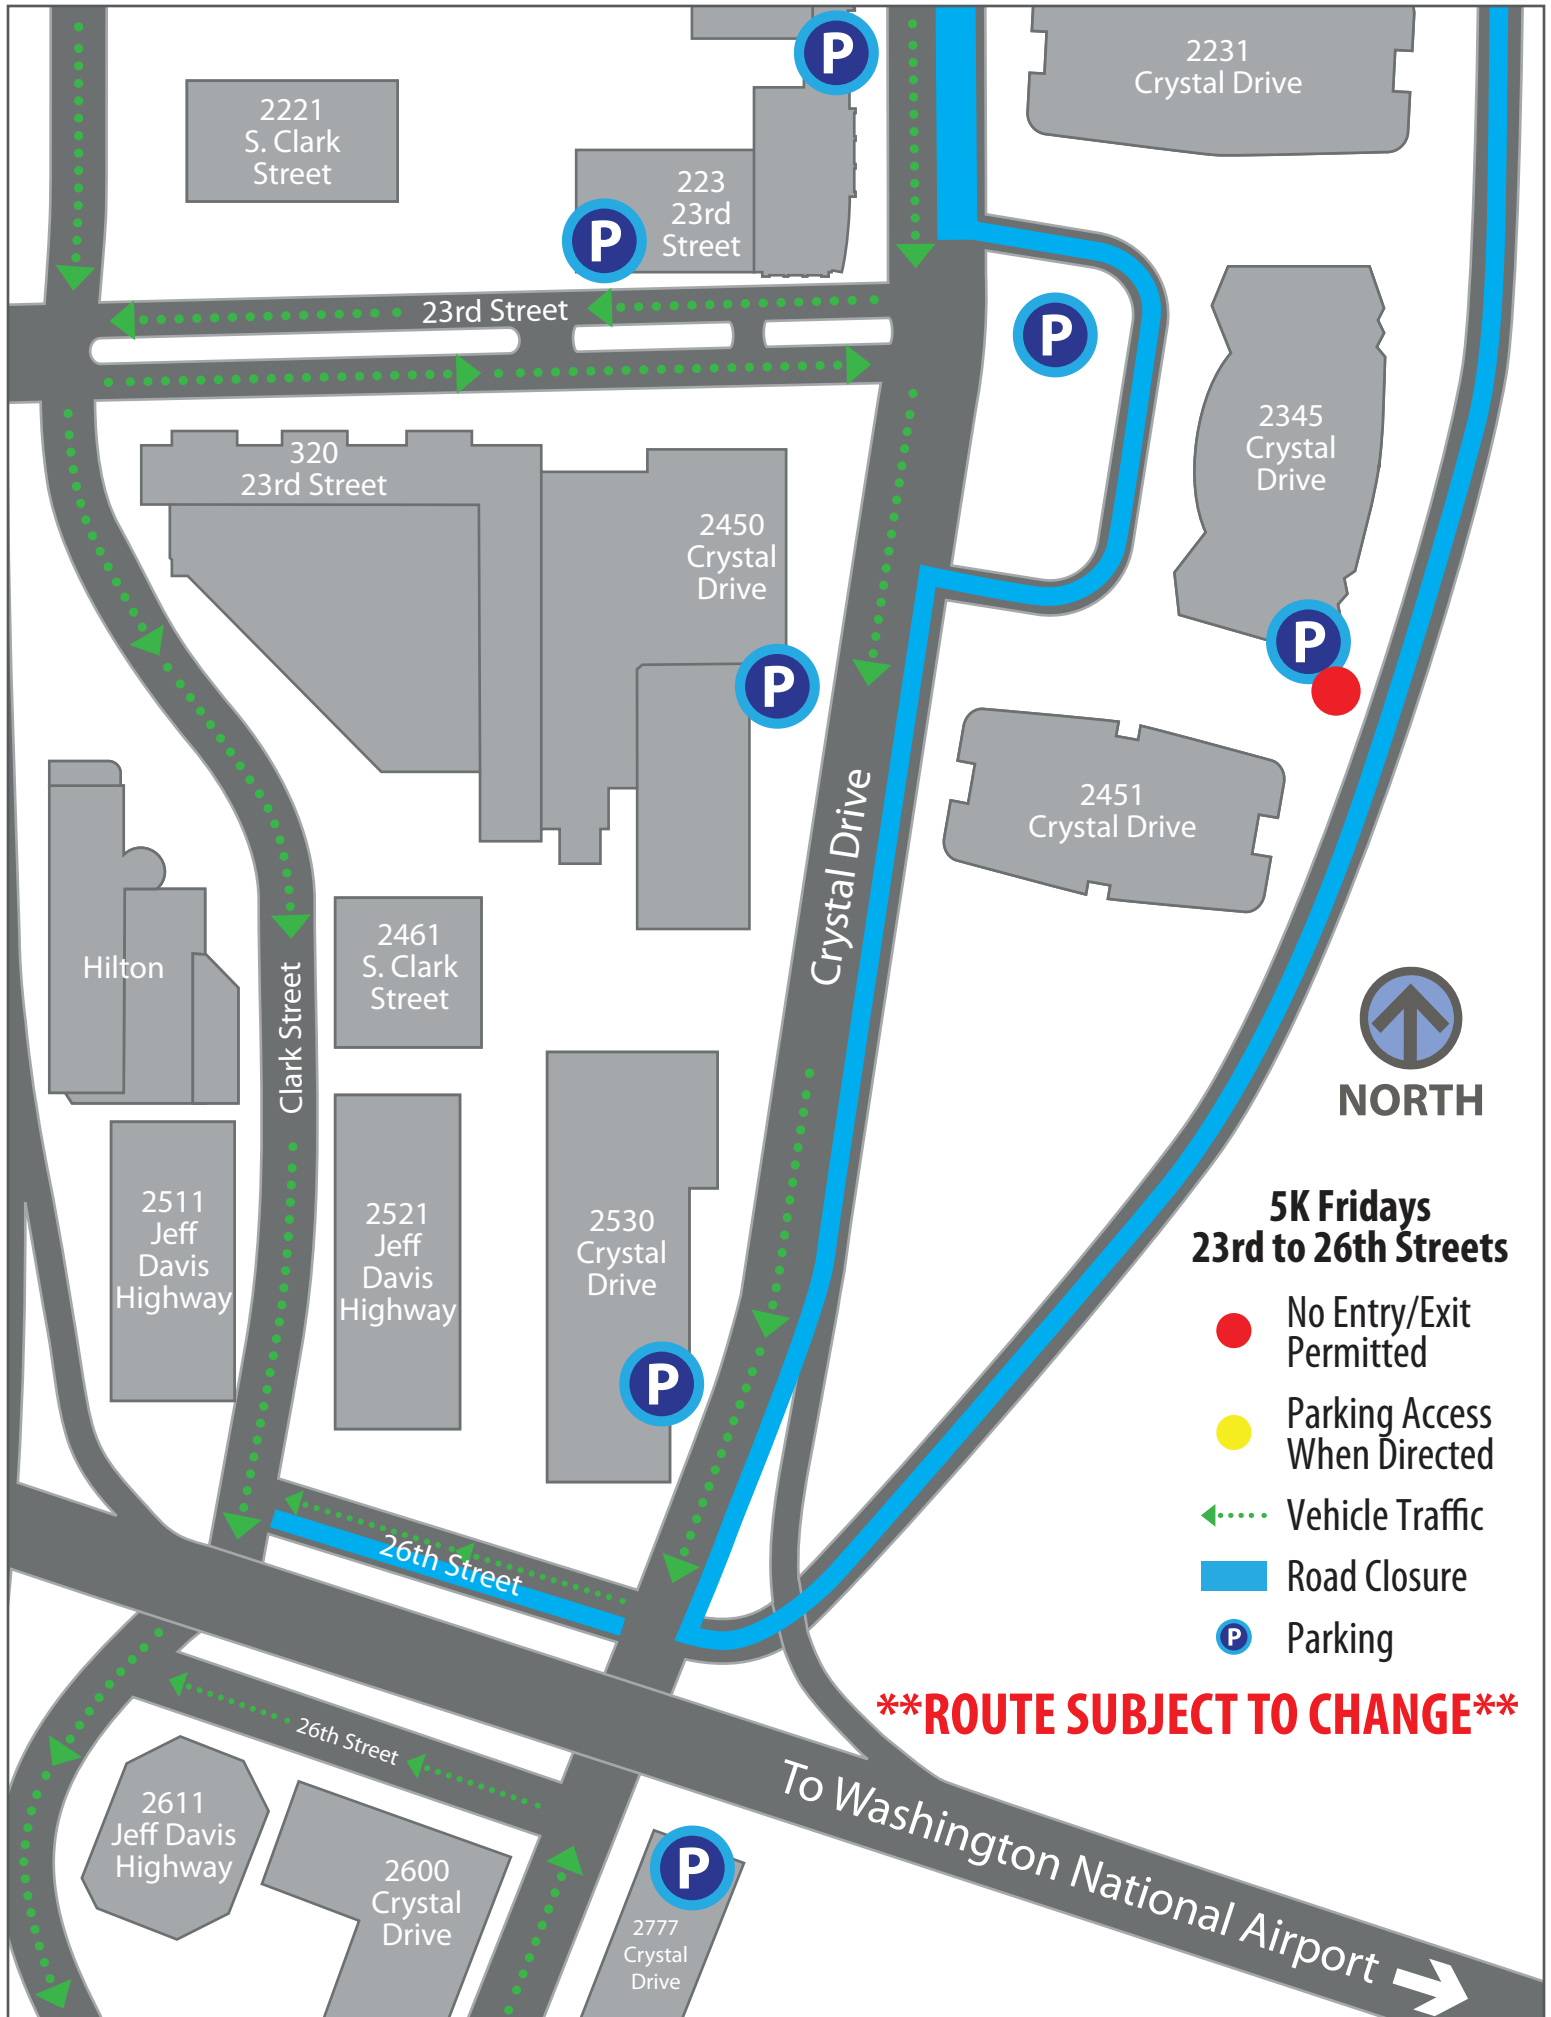 P
2231
Crystal Drive
2221
S. Clark
Street
223
23rd
Street
P
23rd Street
P
320
23rd Street
2345
Crystal
Drive
2450
Crystal
Drive
P
P
2451
Crystal Drive
Crystal Drive
Hilton
2461
S. Clark
Street
Clark Street
NORTH
2511
Jeff
Davis
Highway
2521
Jeff
Davis
Highway
2530
Crystal
Drive
P
5K Fridays
23rd to 26th Streets
No Entry/Exit
Permitted
Parking Access
When Directed
Vehicle Traffic
Road Closure
P Parking
26th Street
**ROUTE SUBJECT TO CHANGE**
26th Street
To Washington National Airport
2611
Jeff Davis
Highway
2600
Crystal
Drive
P
2777
Crystal
Drive